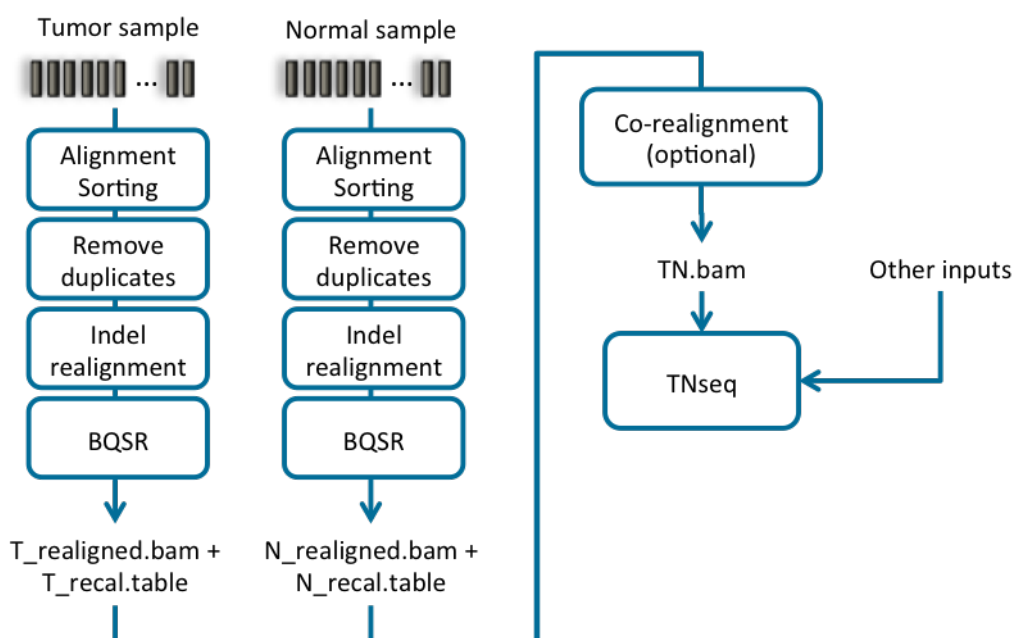 Tumor sample
...
Alignment
Sorting
Remove
duplicates
Indel
realignment
BQSR
T_realigned.bam +
T_recal.table
Normal sample
...
Alignment
Sorting
Remove
duplicates
Indel
realignment
BQSR
N_realigned.bam +
N_recal.table
Co-realignment
(optional)
TN.bam
Other inputs
TNseq